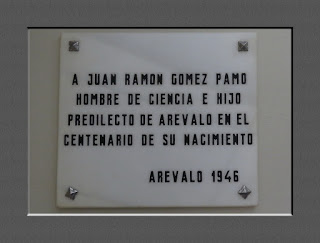 A JUAN RAMON GOMEZ PAMO
HOMBRE DE CIENCIA E HIJO
PREDILECTO DE AREVALO EN EL
CENTENARIO DE SU NACIMIENTO
AREVALO 1946